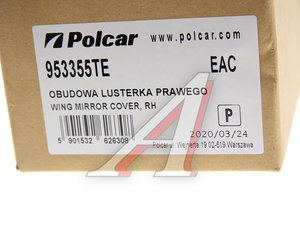 Polcar
www.polcar.com
953355TE
EAC
OBUDOWA LUSTERKA PRAWEGO
WING MIRROR COVER, RH
5 901532 626309
P
2020/03/24
Polcar ul. Wejnerta 19 02-619 Warszawa